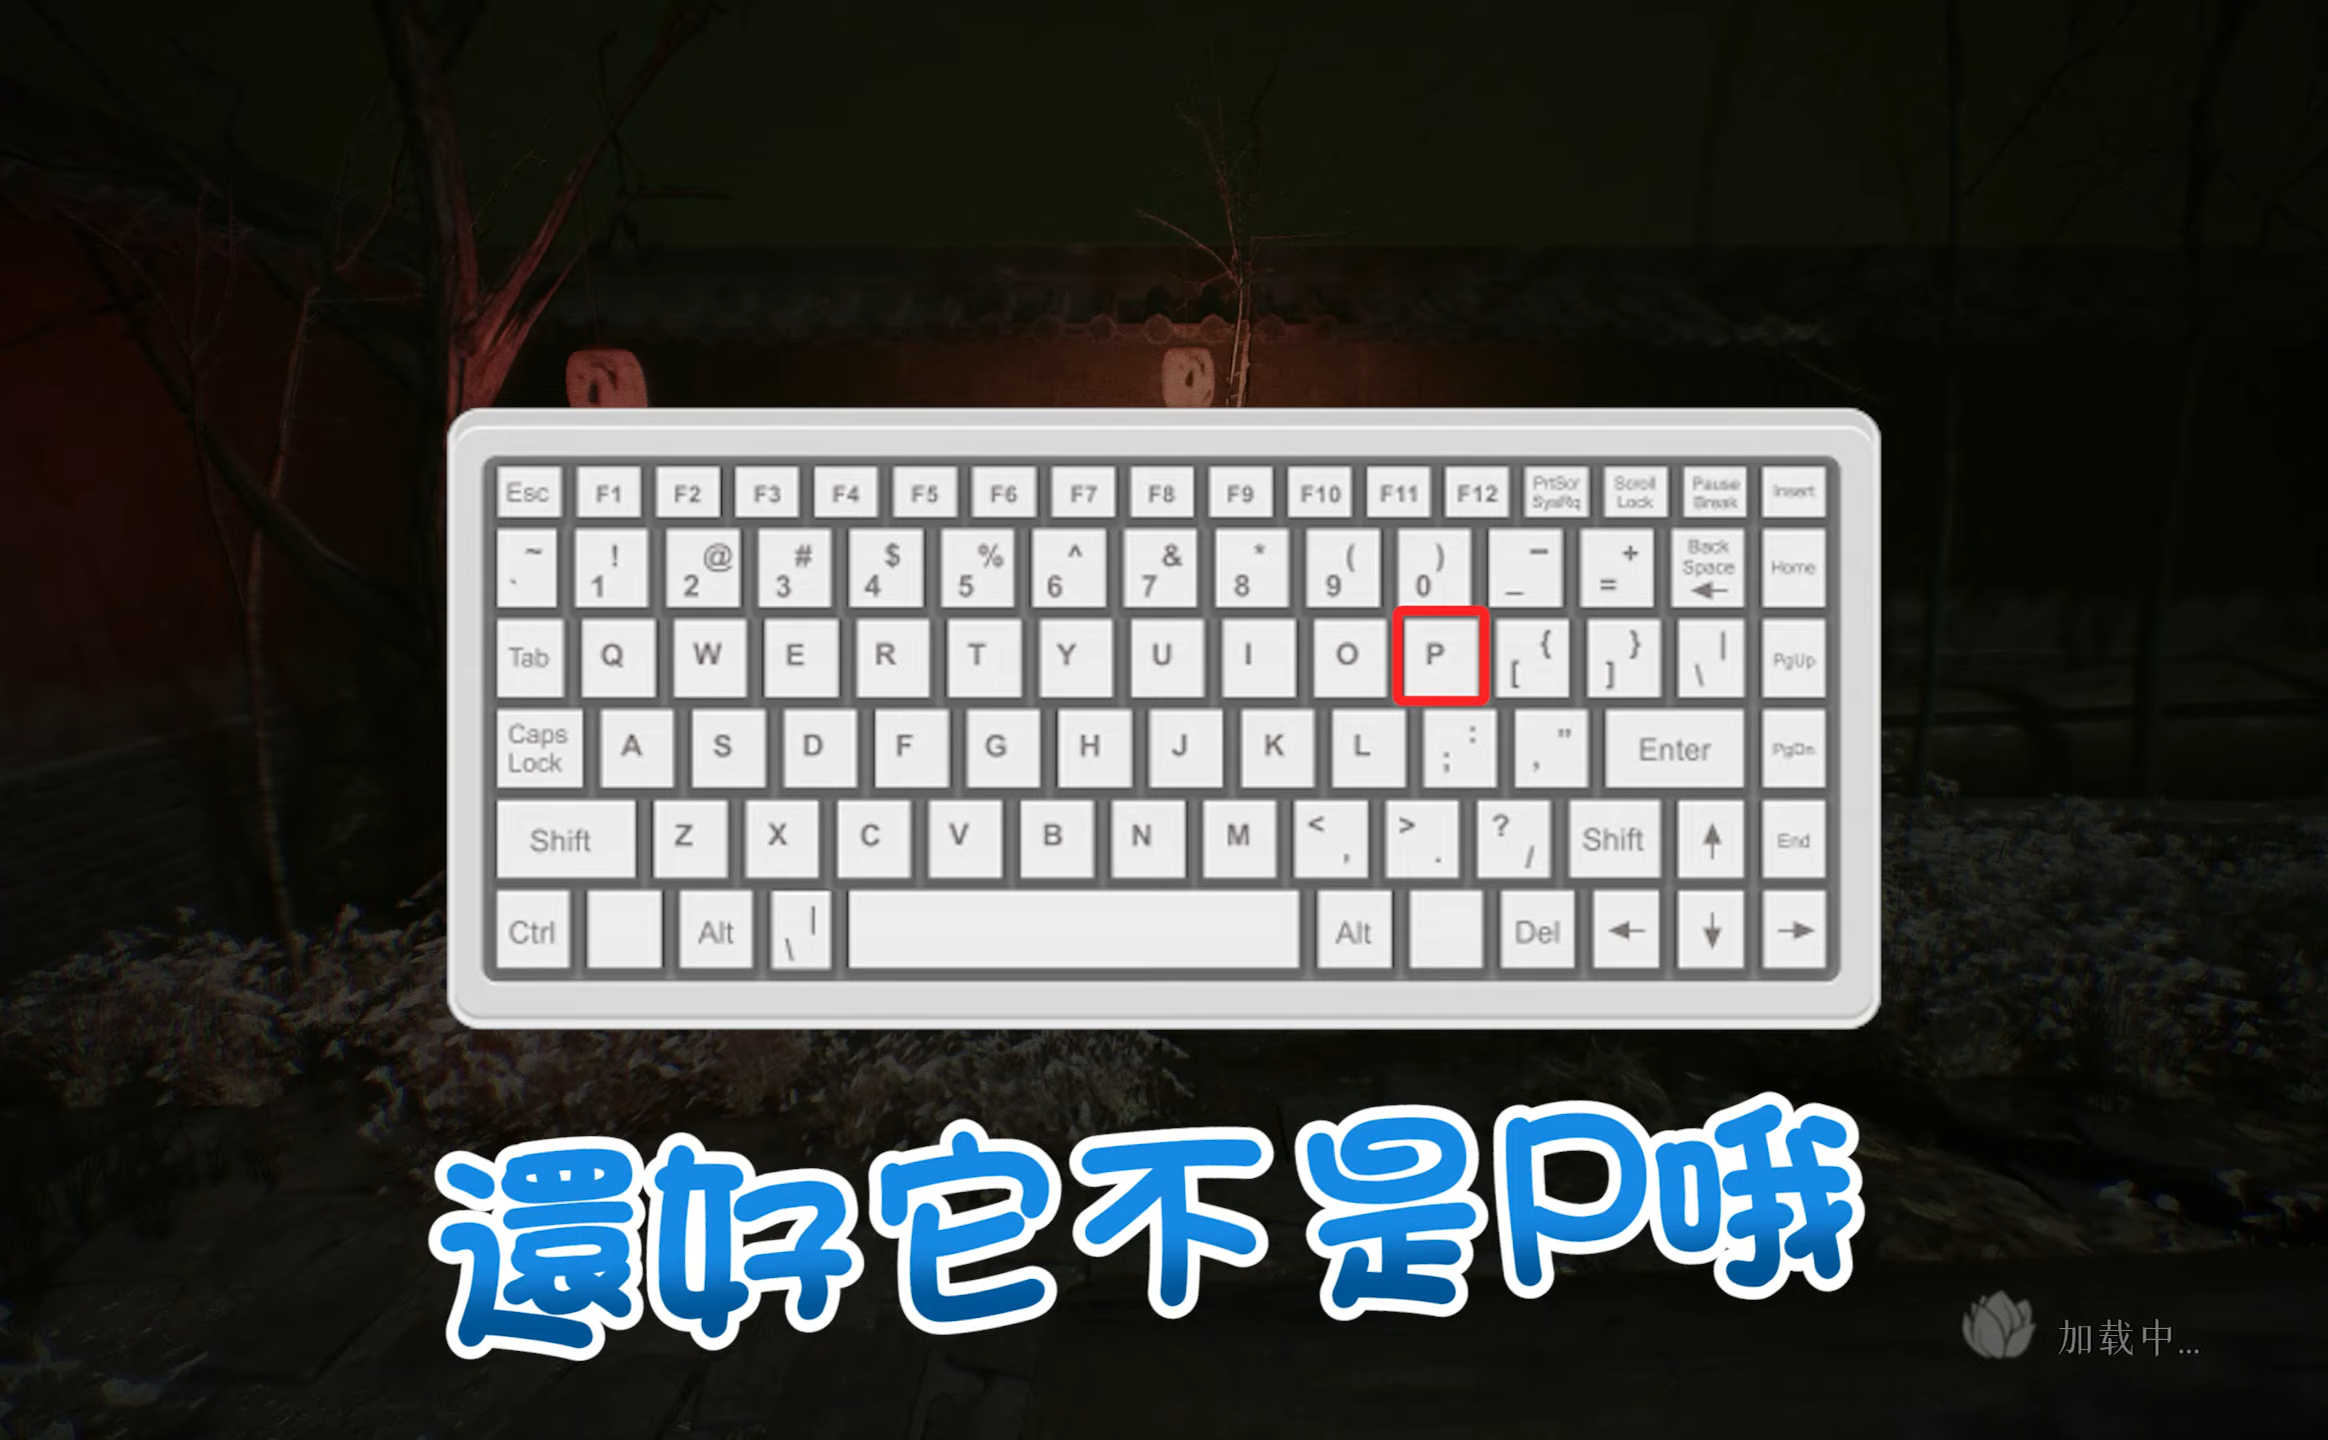 Esc F1 F2 F3 F4 F5 F6 F7 F8 F9 F10 F11 F12 PrtScr SysRq Scroll Lock Pause Break Insert
~ ` ! 1 @ 2 # 3 $ 4 % 5 ^ 6 & 7 * 8 ( 9 ) 0 – _ + = Back Space ← Home
Tab Q W E R T Y U I O P { [ } ] | \ PgUp
Caps Lock A S D F G H J K L : ; " , Enter PgDn
Shift Z X C V B N M < , > . ? / Shift ↑ End
Ctrl Alt | \ Alt Del ← ↓ →
還好它不是P哦
加载中...